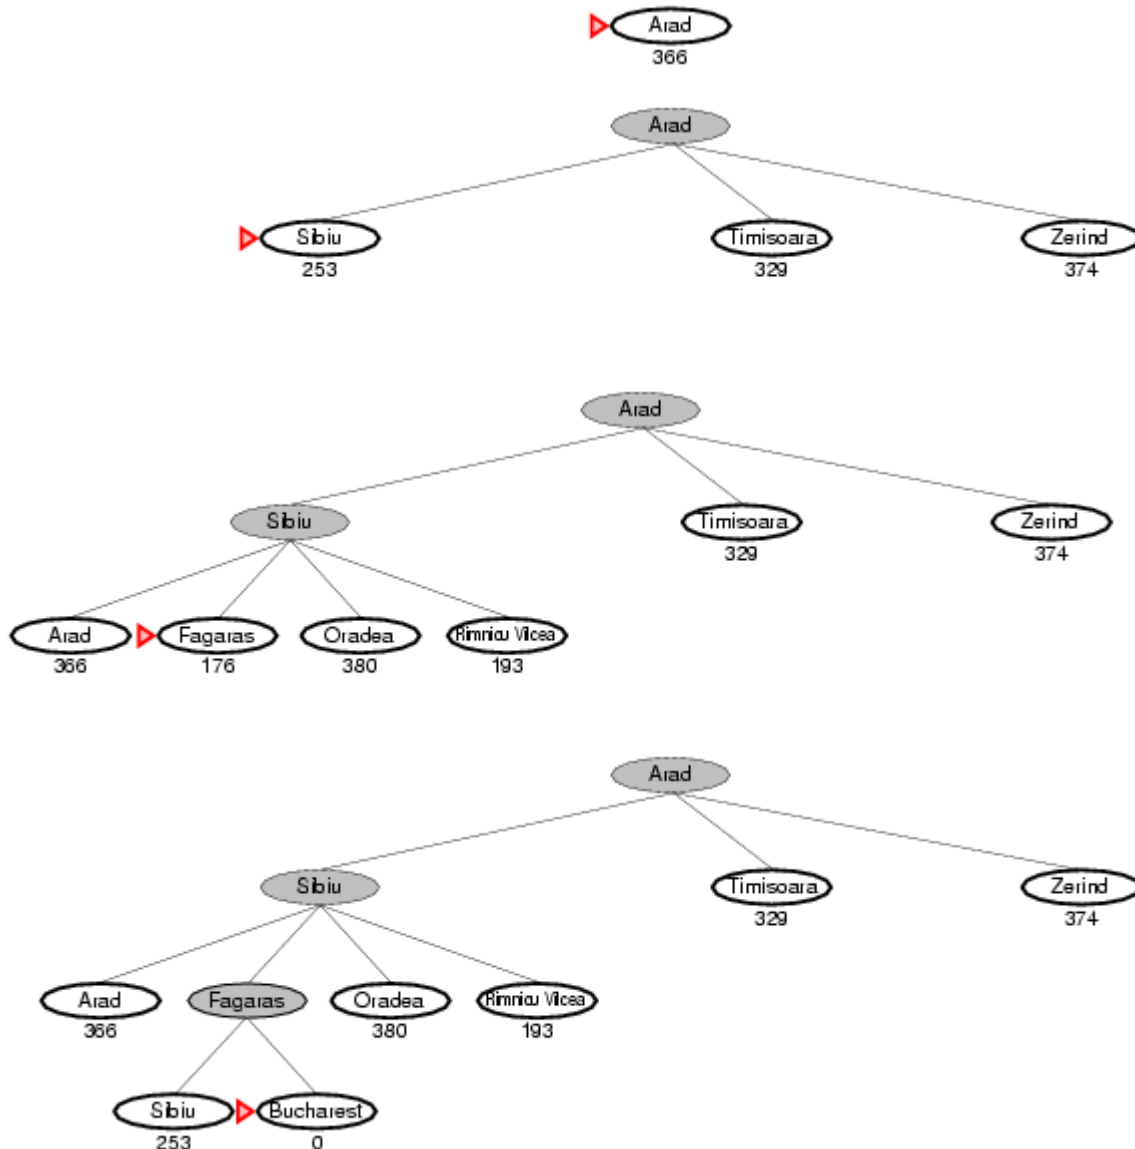 Arad
366
Arad
Sibiu Timisoara Zerind
253 329 374
Arad
Sibiu Timisoara Zerind
329 374
Arad Fagaras Oradea Rimnicu Vilcea
366 176 380 193
Arad
Sibiu Timisoara Zerind
329 374
Arad Fagaras Oradea Rimnicu Vilcea
366 380 193
Sibiu Bucharest
253 0